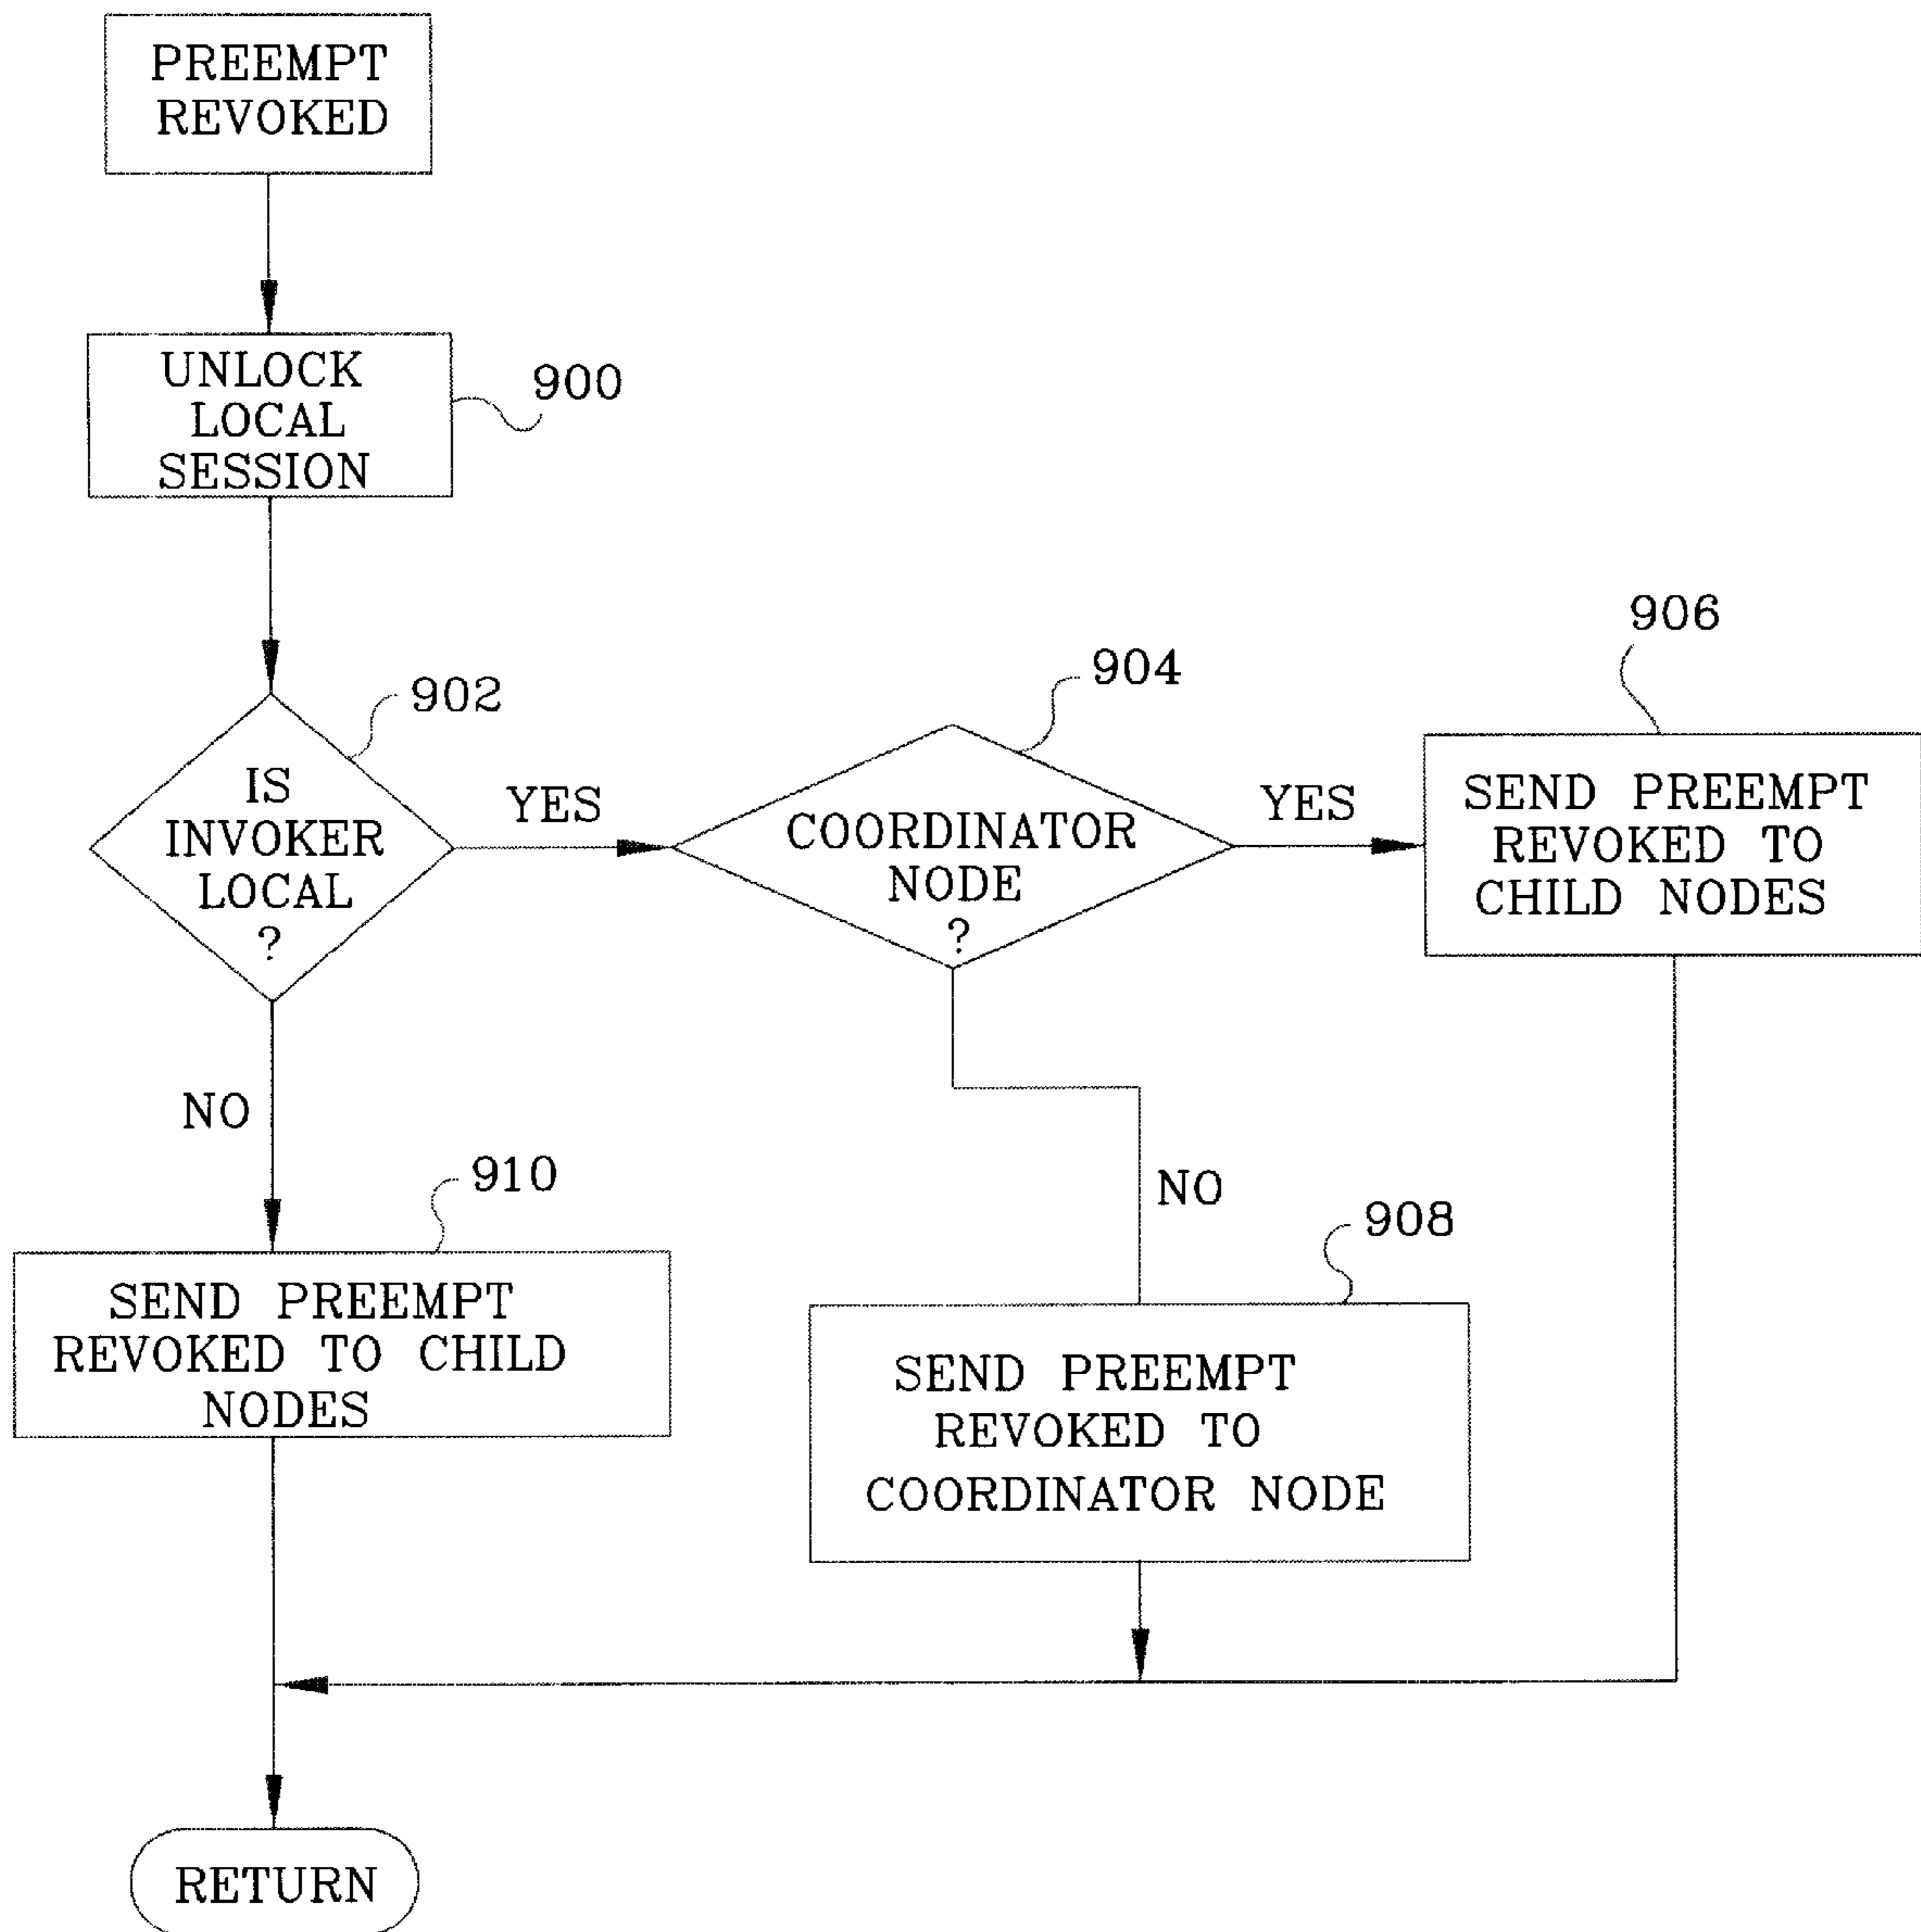 PREEMPT
REVOKED
UNLOCK
LOCAL
SESSION
900
902
IS
INVOKER
LOCAL
?
YES
904
COORDINATOR
NODE
?
YES
906
SEND PREEMPT
REVOKED TO
CHILD NODES
NO
910
SEND PREEMPT
REVOKED TO CHILD
NODES
NO
908
SEND PREEMPT
REVOKED TO
COORDINATOR NODE
RETURN